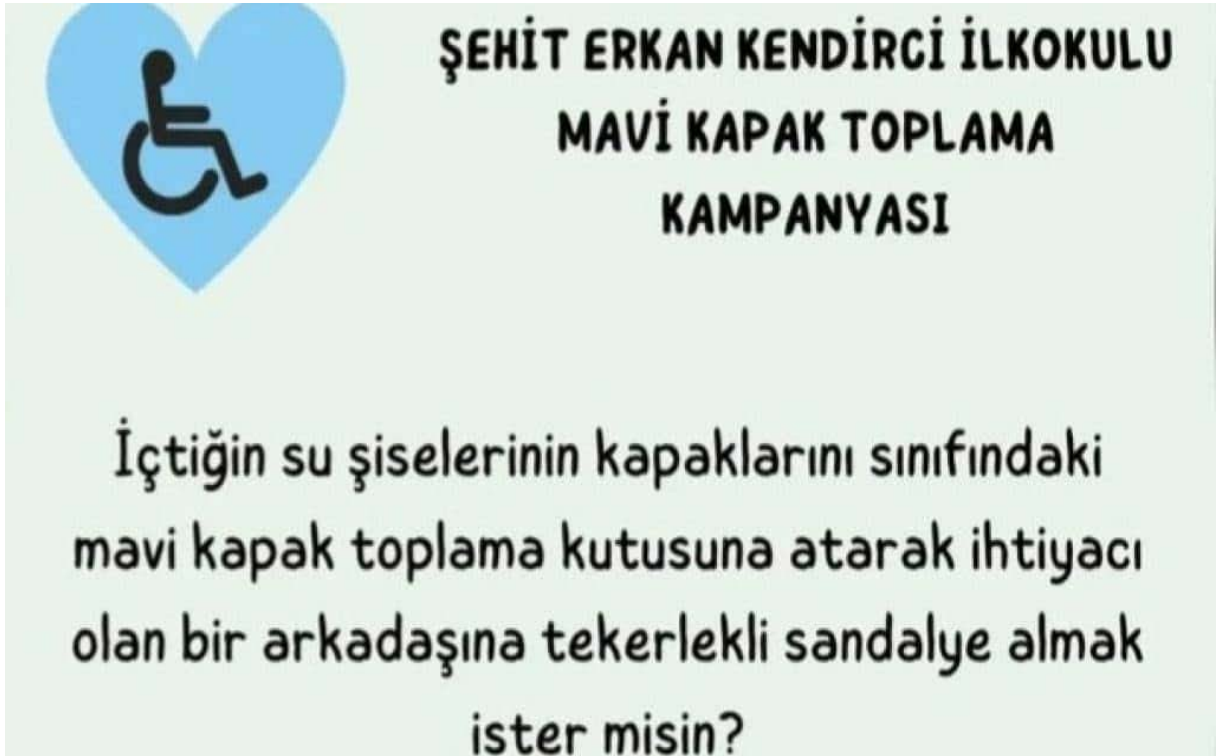 ŞEHİT ERKAN KENDİRCİ İLKOKULU
MAVİ KAPAK TOPLAMA
KAMPANYASI
İçtiğin su şiselerinin kapaklarını sınıfındaki
mavi kapak toplama kutusuna atarak ihtiyacı
olan bir arkadaşına tekerlekli sandalye almak
ister misin?